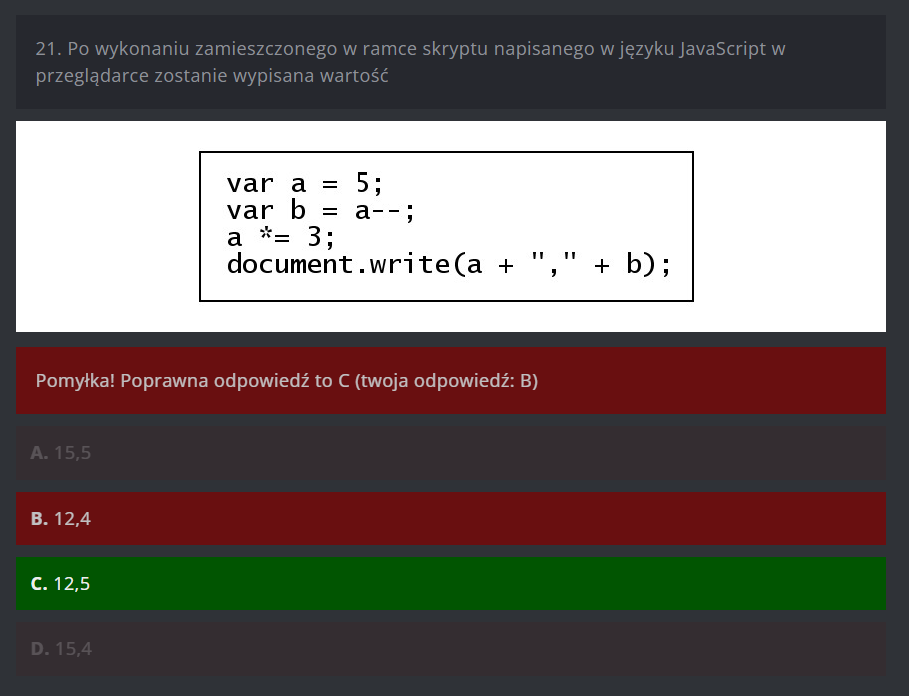 21. Po wykonaniu zamieszczonego w ramce skryptu napisanego w języku JavaScript w
przeglądarce zostanie wypisana wartość
var a = 5;
var b = a--;
a *= 3;
document.write(a + "," + b);
Pomyłka! Poprawna odpowiedź to C (twoja odpowiedź: B)
A. 15,5
B. 12,4
C. 12,5
D. 15,4